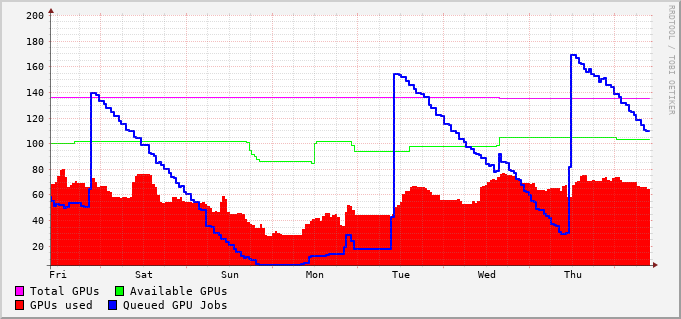 RRDTOOL / TOBI OETIKER
200
180
160
140
120
100
80
60
40
20
Fri Sat Sun Mon Tue Wed Thu
Total GPUs Available GPUs
GPUs used Queued GPU Jobs